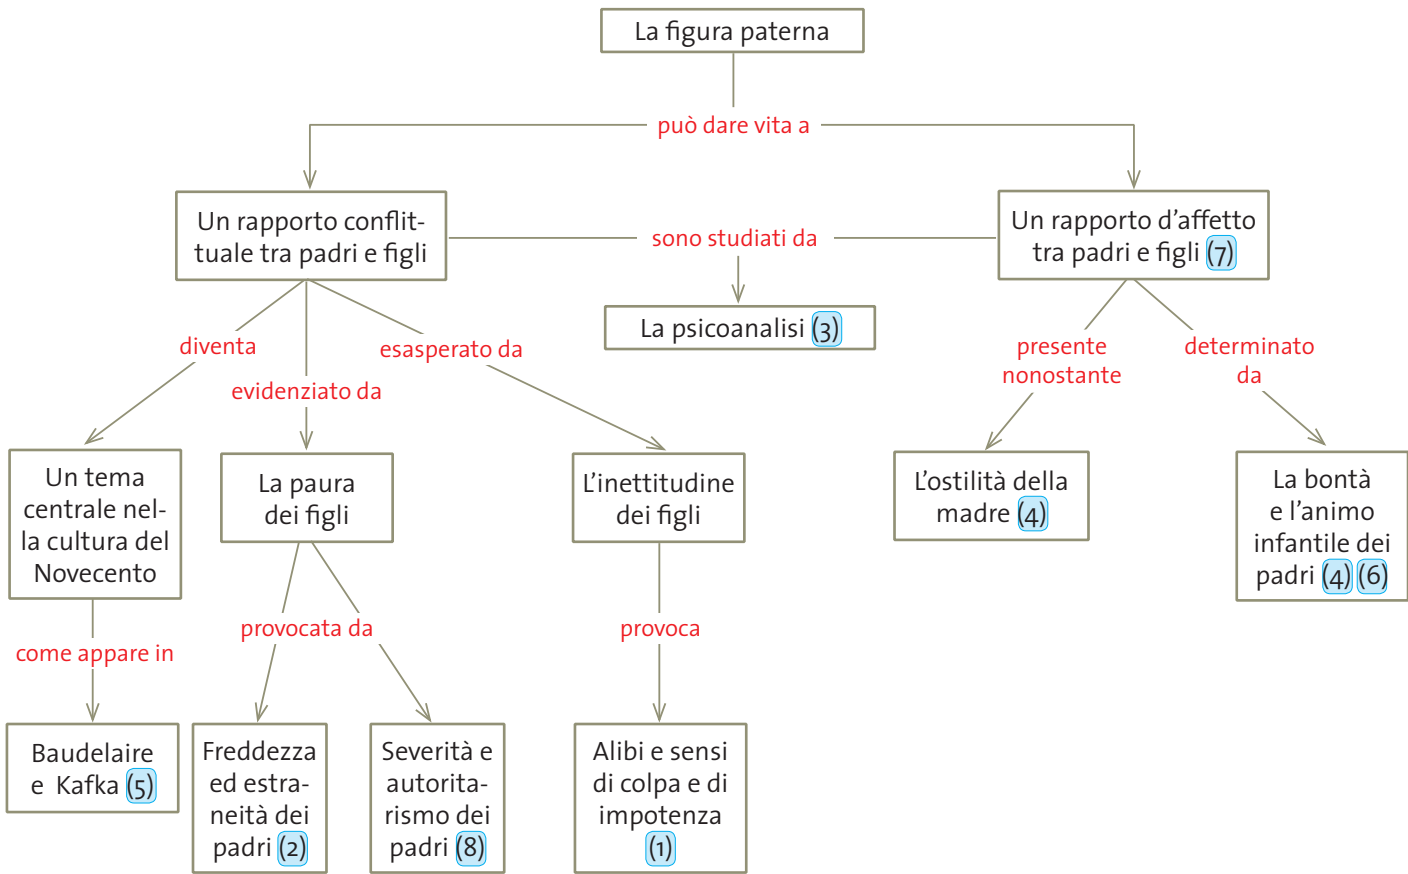 La figura paterna
può dare vita a
Un rapporto conflit-
tuale tra padri e figli
sono studiati da
Un rapporto d'affetto
tra padri e figli (7)
La psicoanalisi (3)
diventa
evidenziato da
esasperato da
presente
nonostante
determinato
da
Un tema
centrale nel-
la cultura del
Novecento
La paura
dei figli
L'inettitudine
dei figli
L'ostilità della
madre (4)
La bontà
e l'animo
infantile dei
padri (4) (6)
come appare in
provocata da
provoca
Baudelaire
e Kafka (5)
Freddezza
ed estra-
neità dei
padri (2)
Severità e
autorita-
rismo dei
padri (8)
Alibi e sensi
di colpa e di
impotenza
(1)